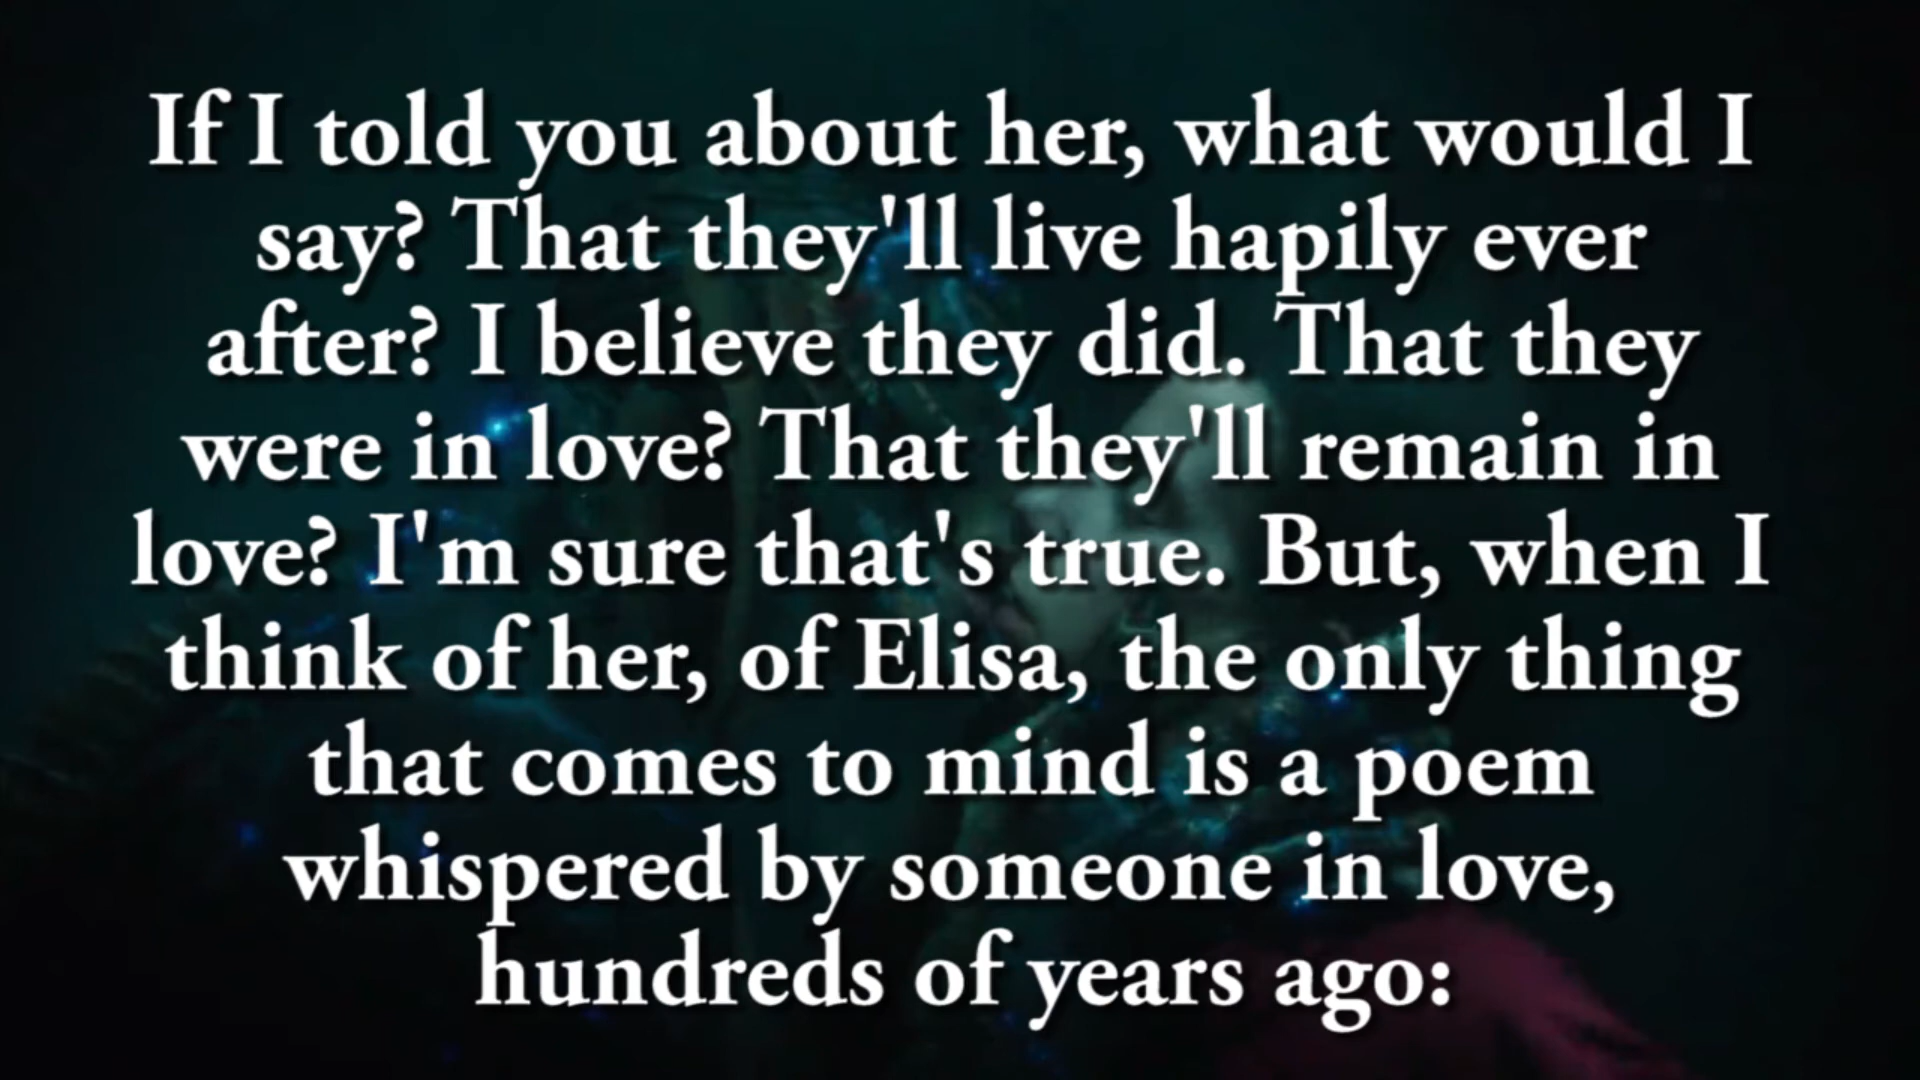 If I told you about her, what would I
say? That they'll live hapily ever
after? I believe they did. That they
were in love? That they'll remain in
love? I'm sure that's true. But, when I
think of her, of Elisa, the only thing
that comes to mind is a poem
whispered by someone in love,
hundreds of years ago: